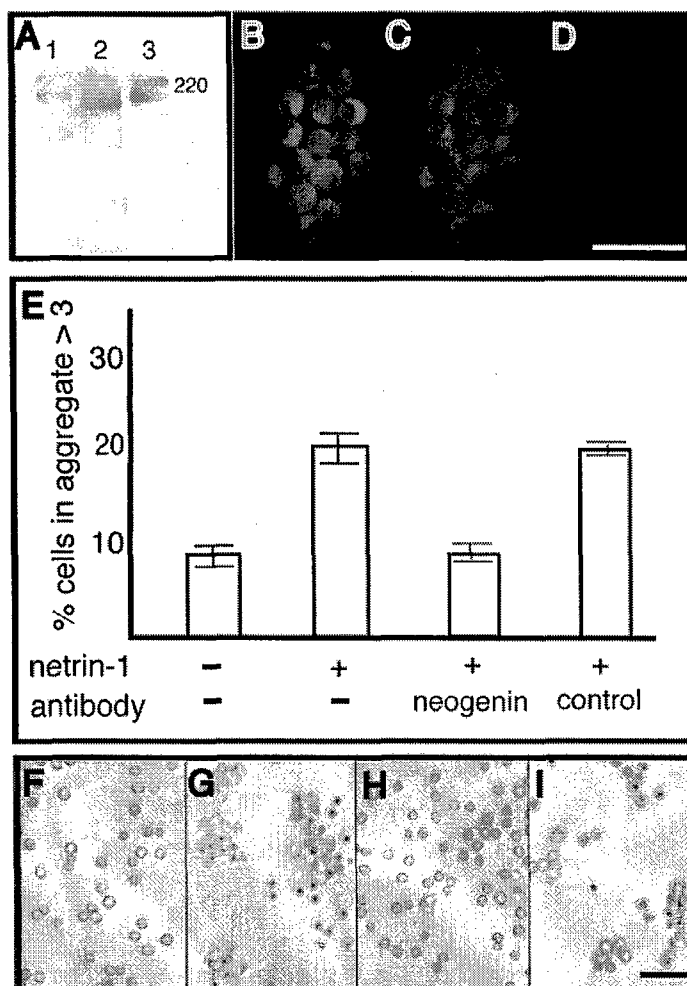 A
1 2 3
220
B C D
E
% cells in aggregate > 3
30
20
10
netrin-1 – + + +
antibody – – neogenin control
F G H I